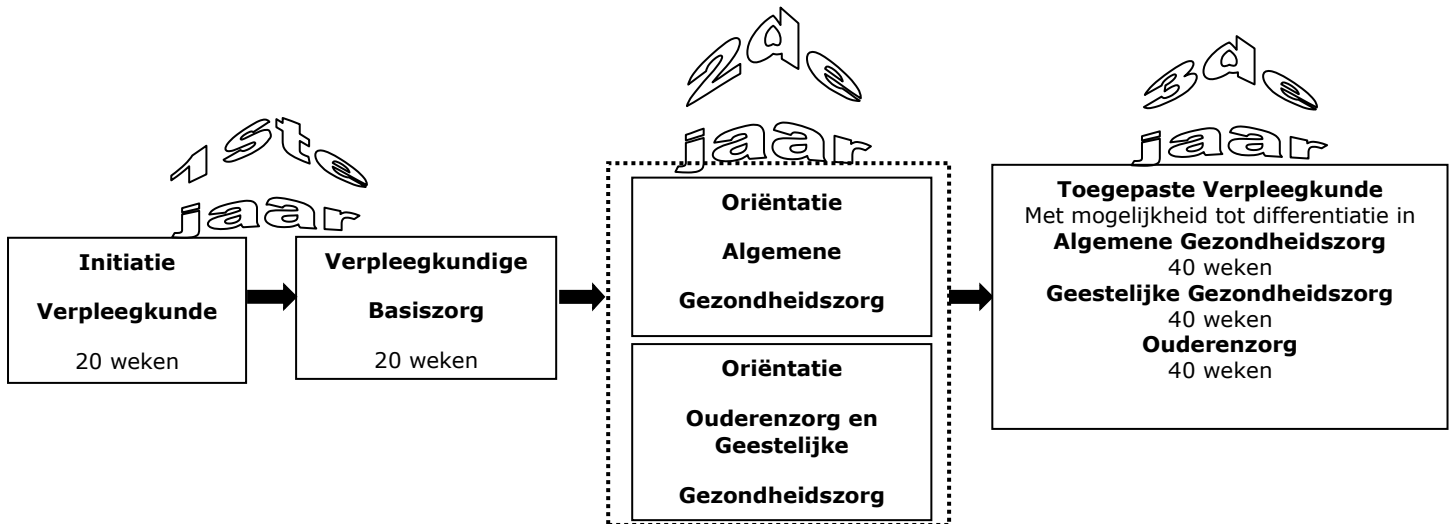 1ste
jaar
Initiatie
Verpleegkunde
20 weken
Verpleegkundige
Basiszorg
20 weken
2de
jaar
Oriëntatie
Algemene
Gezondheidszorg
Oriëntatie
Ouderenzorg en
Geestelijke
Gezondheidszorg
3de
jaar
Toegepaste Verpleegkunde
Met mogelijkheid tot differentiatie in
Algemene Gezondheidszorg
40 weken
Geestelijke Gezondheidszorg
40 weken
Ouderenzorg
40 weken